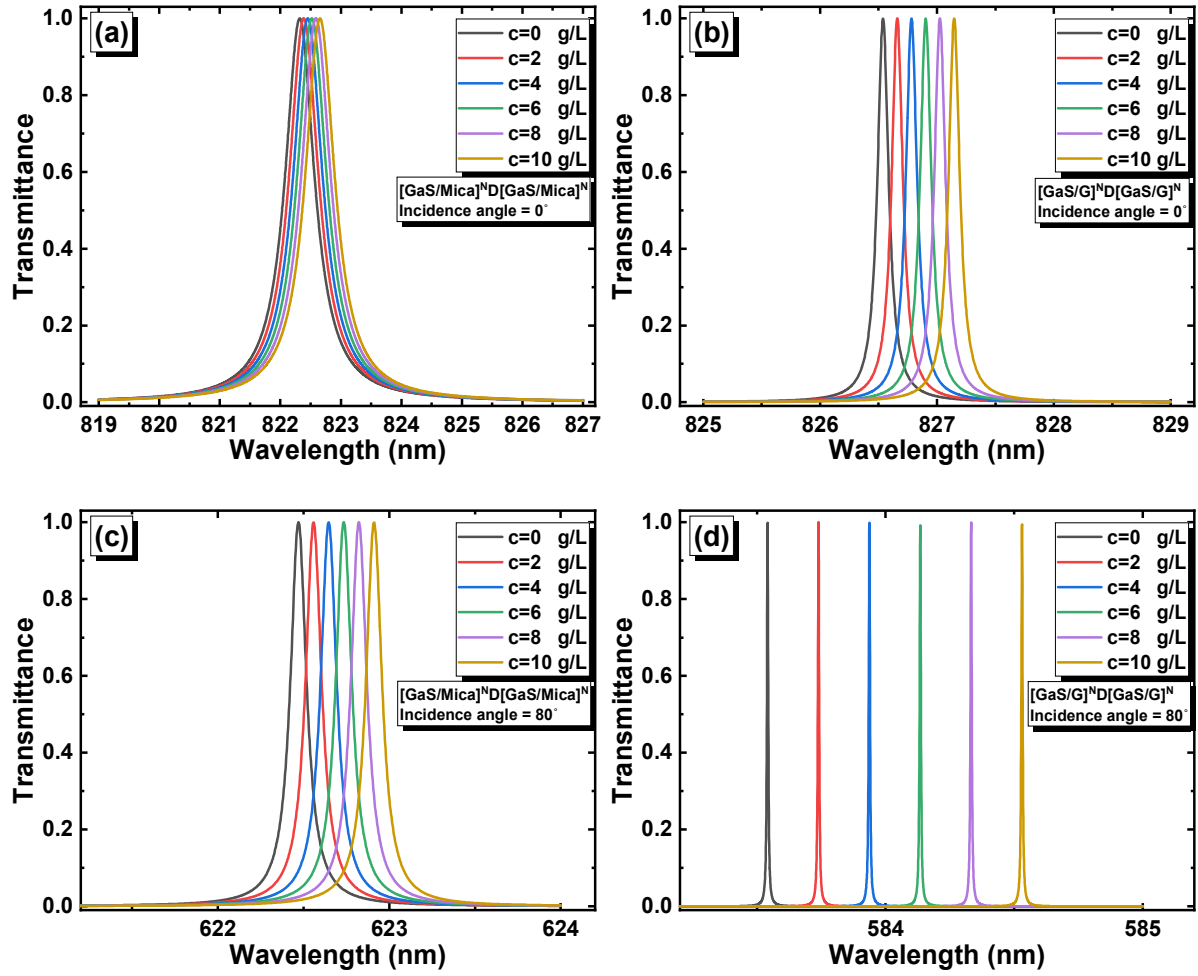 (a)
c=0 g/L
c=2 g/L
c=4 g/L
c=6 g/L
c=8 g/L
c=10 g/L
[GaS/Mica]ᴺD[GaS/Mica]ᴺ
Incidence angle = 0°
Transmittance
1.0
0.8
0.6
0.4
0.2
0.0
819 820 821 822 823 824 825 826 827
Wavelength (nm)
(b)
c=0 g/L
c=2 g/L
c=4 g/L
c=6 g/L
c=8 g/L
c=10 g/L
[GaS/G]ᴺD[GaS/G]ᴺ
Incidence angle = 0°
Transmittance
1.0
0.8
0.6
0.4
0.2
0.0
825 826 827 828 829
Wavelength (nm)
(c)
c=0 g/L
c=2 g/L
c=4 g/L
c=6 g/L
c=8 g/L
c=10 g/L
[GaS/Mica]ᴺD[GaS/Mica]ᴺ
Incidence angle = 80°
Transmittance
1.0
0.8
0.6
0.4
0.2
0.0
622 623 624
Wavelength (nm)
(d)
c=0 g/L
c=2 g/L
c=4 g/L
c=6 g/L
c=8 g/L
c=10 g/L
[GaS/G]ᴺD[GaS/G]ᴺ
Incidence angle = 80°
Transmittance
1.0
0.8
0.6
0.4
0.2
0.0
584 585
Wavelength (nm)